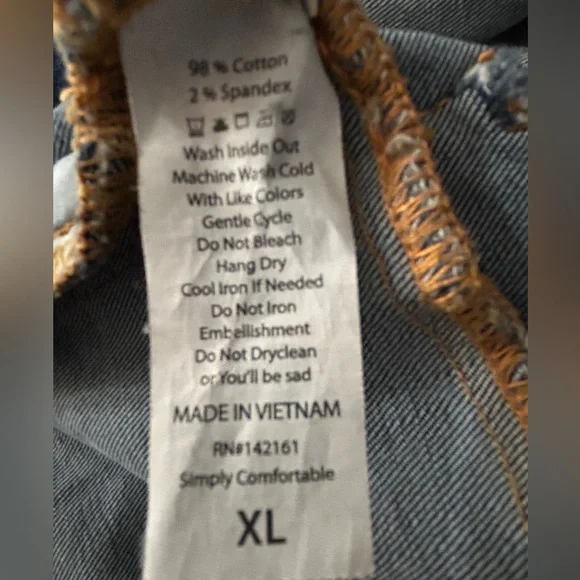 98 % Cotton
2 % Spandex
Wash Inside Out
Machine Wash Cold
With Like Colors
Gentle Cycle
Do Not Bleach
Hang Dry
Cool Iron If Needed
Do Not Iron
Embellishment
Do Not Dryclean
or You'll be sad
MADE IN VIETNAM
RN#142161
Simply Comfortable
XL